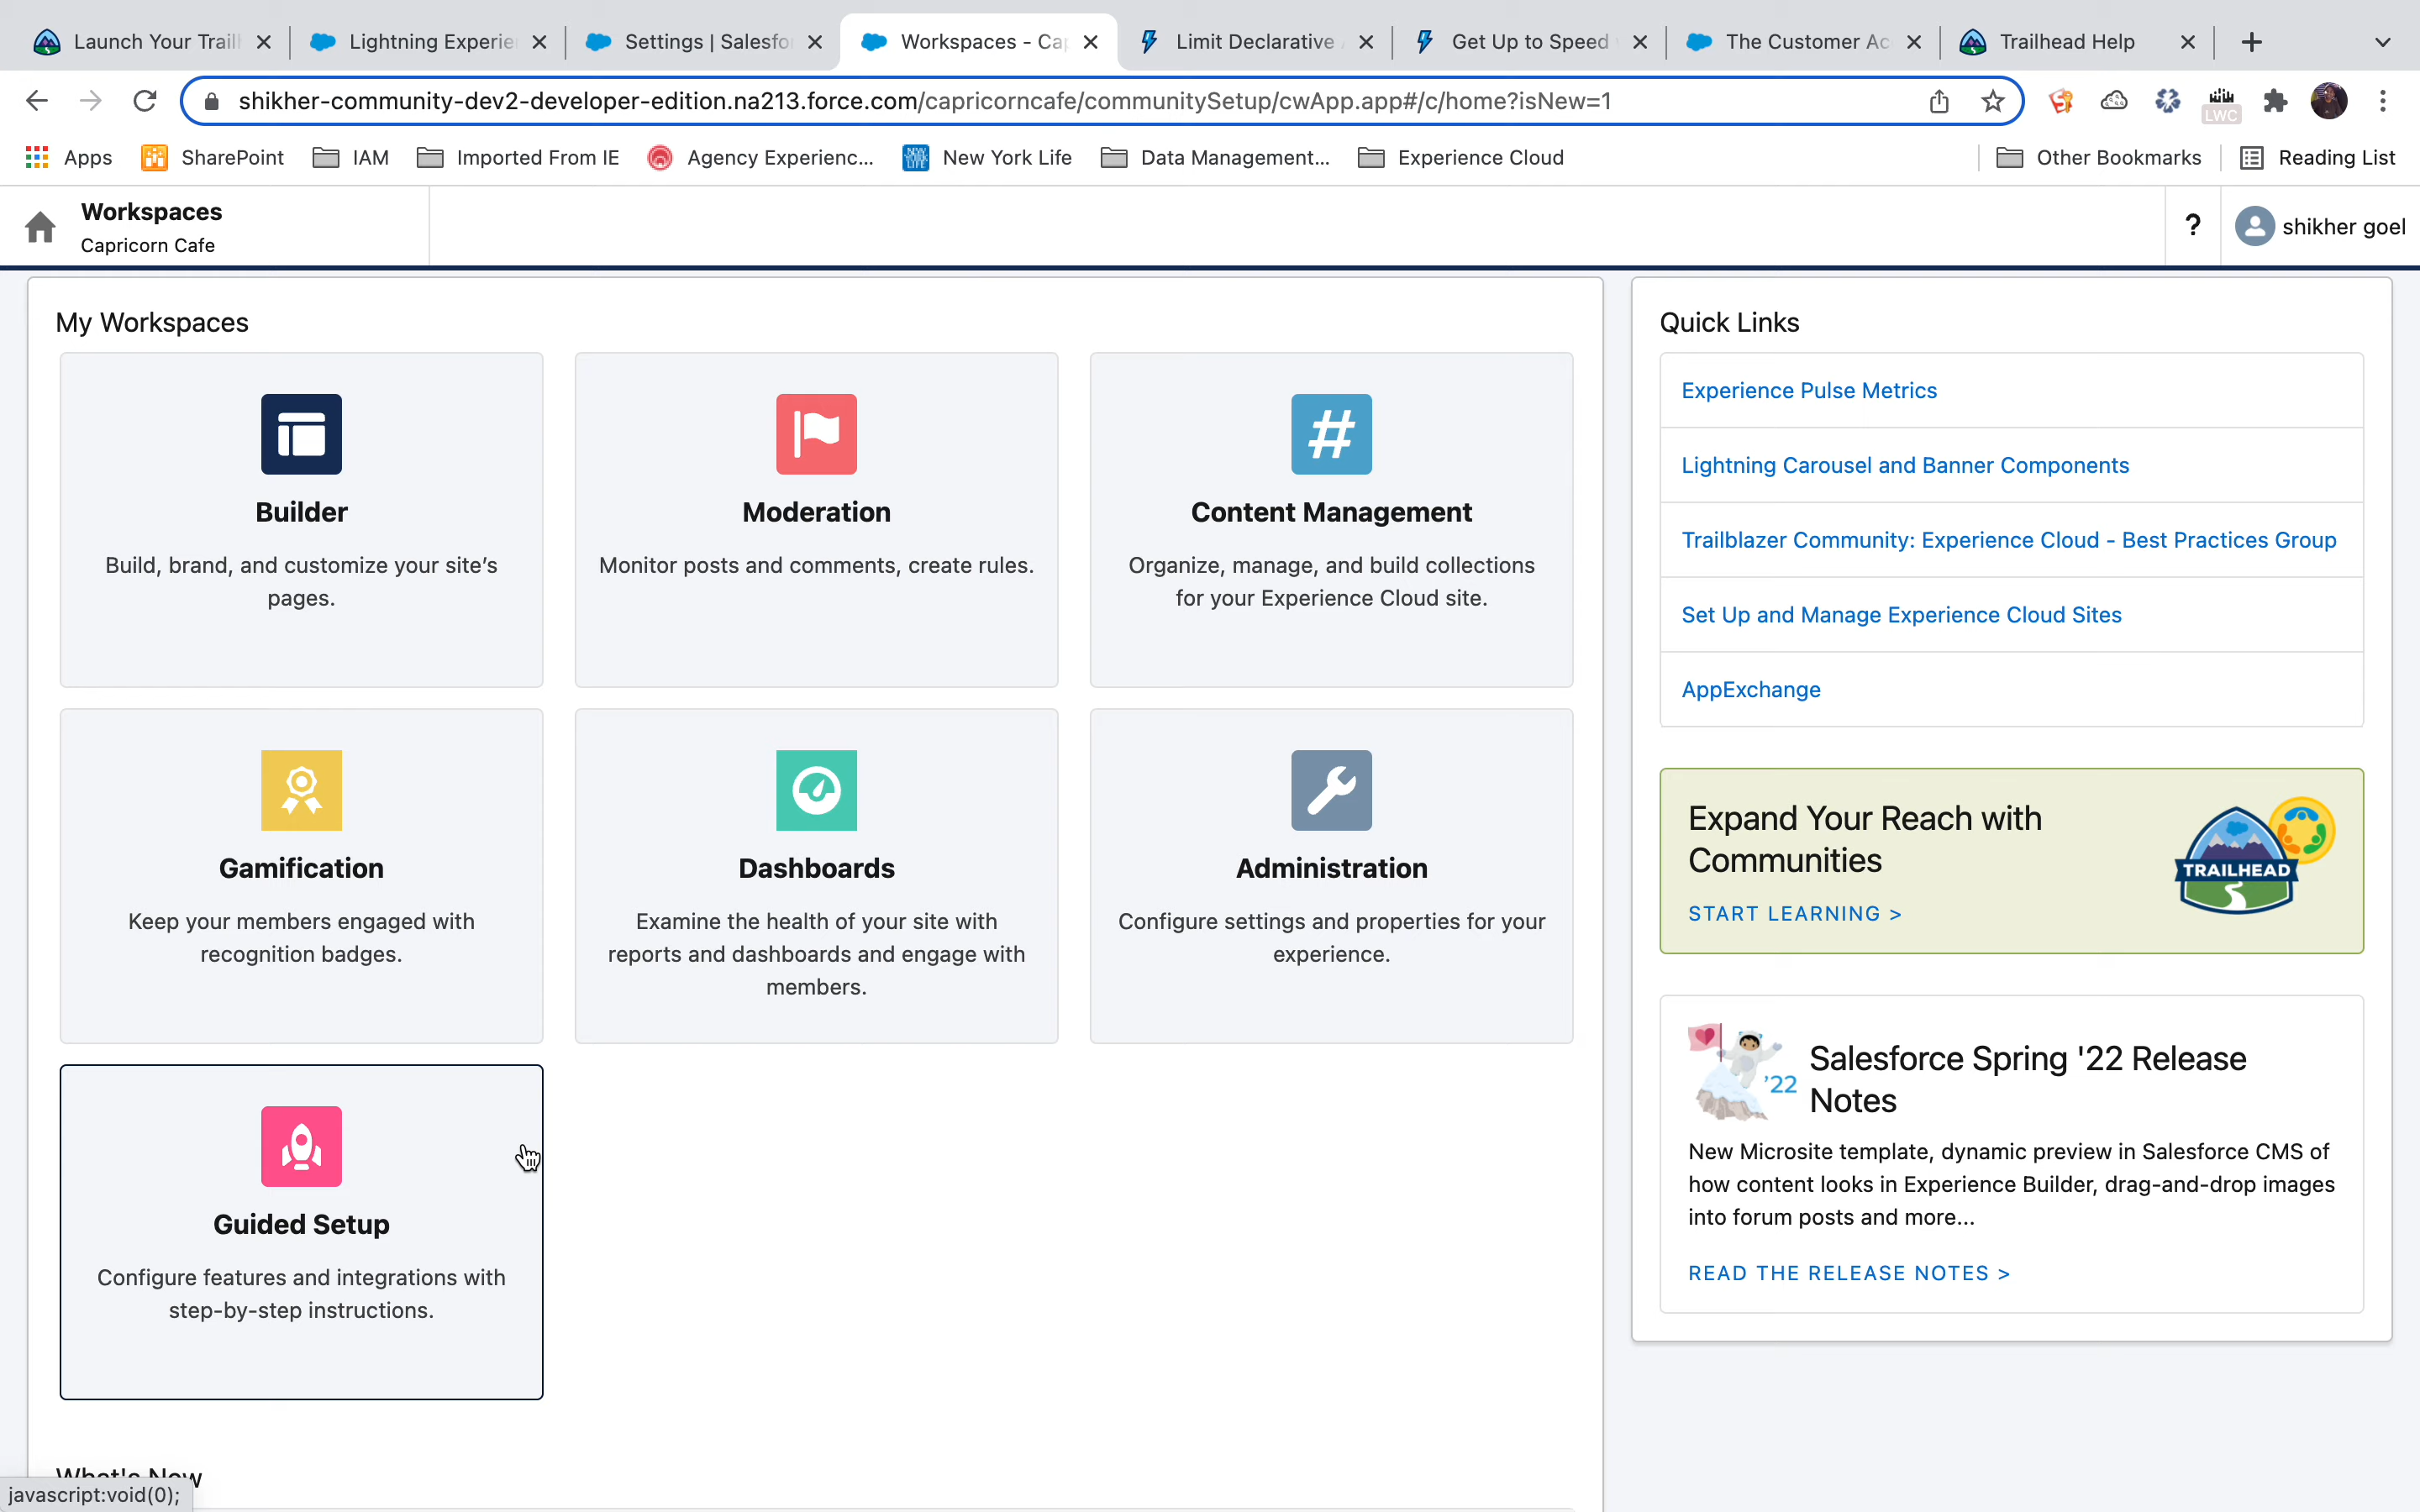 Launch Your Trail
Lightning Experie
Settings | Salesfo
Workspaces - Ca
Limit Declarative
Get Up to Speed
The Customer Ac
Trailhead Help
shikher-community-dev2-developer-edition.na213.force.com/capricorncafe/communitySetup/cwApp.app#/c/home?isNew=1
LWC
Apps
SharePoint
IAM
Imported From IE
Agency Experienc...
NEW YORK LIFE
New York Life
Data Management...
Experience Cloud
Other Bookmarks
Reading List
Workspaces
Capricorn Cafe
?
shikher goel
My Workspaces
Builder
Build, brand, and customize your site's
pages.
Moderation
Monitor posts and comments, create rules.
#
Content Management
Organize, manage, and build collections
for your Experience Cloud site.
Gamification
Keep your members engaged with
recognition badges.
Dashboards
Examine the health of your site with
reports and dashboards and engage with
members.
Administration
Configure settings and properties for your
experience.
Guided Setup
Configure features and integrations with
step-by-step instructions.
What's New
javascript:void(0);
Quick Links
Experience Pulse Metrics
Lightning Carousel and Banner Components
Trailblazer Community: Experience Cloud - Best Practices Group
Set Up and Manage Experience Cloud Sites
AppExchange
Expand Your Reach with
Communities
START LEARNING >
TRAILHEAD
'22
Salesforce Spring '22 Release
Notes
New Microsite template, dynamic preview in Salesforce CMS of
how content looks in Experience Builder, drag-and-drop images
into forum posts and more...
READ THE RELEASE NOTES >